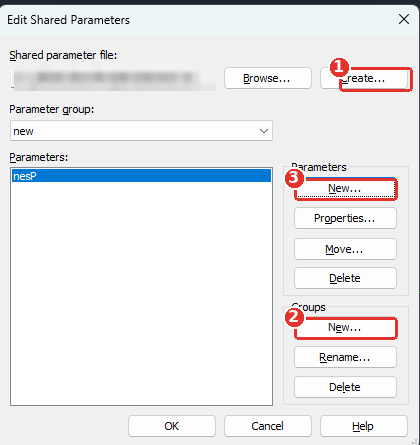 Edit Shared Parameters
Shared parameter file:
Browse... Create...
1
Parameter group:
new
Parameters:
nesP
Parameters
3
New...
Properties...
Move...
Delete
Groups
2
New...
Rename...
Delete
OK Cancel Help